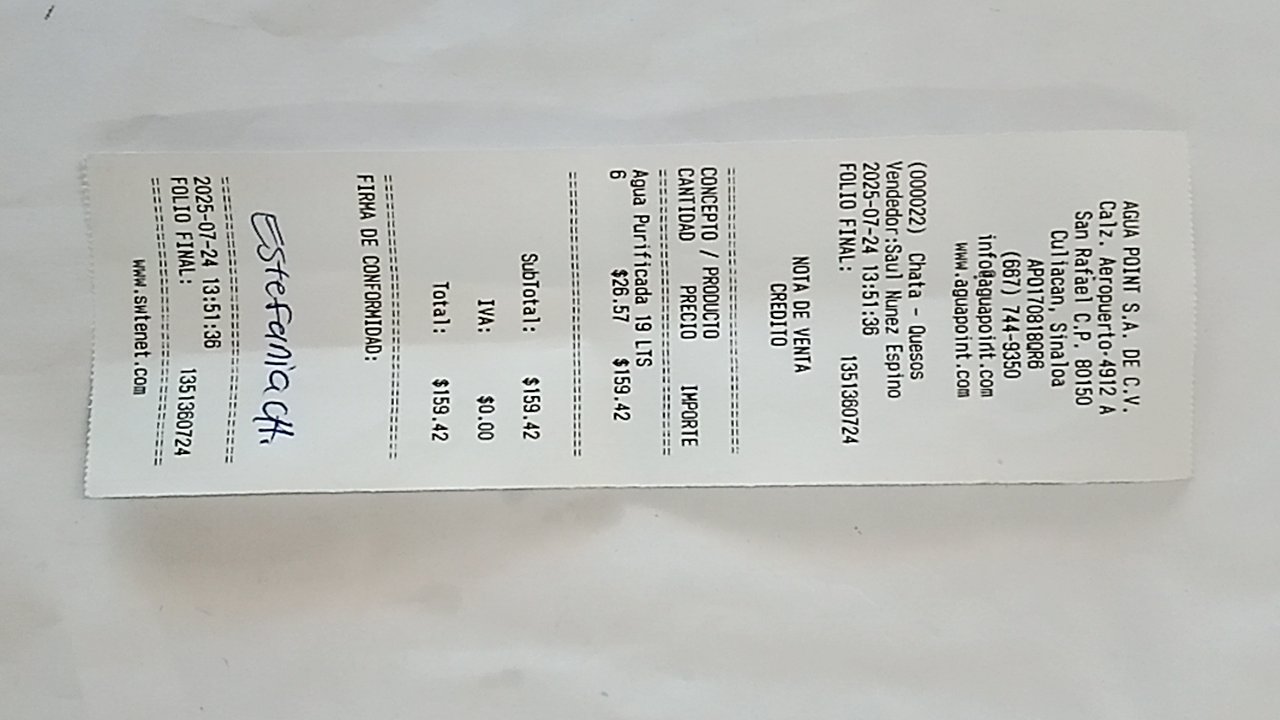 AGUA POINT S.A. DE C.V.
Calz. Aeropuerto-4912 A
San Rafael C.P. 80150
Culiacan, Sinaloa
APO170818QR6
(667) 744-9350
info@aguapoint.com
www.aguapoint.com
(000022) Chata - Quesos
Vendedor:Saul Nunez Espino
2025-07-24 13:51:36
FOLIO FINAL: 1351360724
NOTA DE VENTA
CREDITO
==============================
CONCEPTO / PRODUCTO
CANTIDAD PRECIO IMPORTE
==============================
Agua Purificada 19 LTS
6 $26.57 $159.42
==============================
SubTotal: $159.42
IVA: $0.00
Total: $159.42
==============================
FIRMA DE CONFORMIDAD:
Estefania CH.
==============================
2025-07-24 13:51:36
FOLIO FINAL: 1351360724
==============================
www.swtenet.com